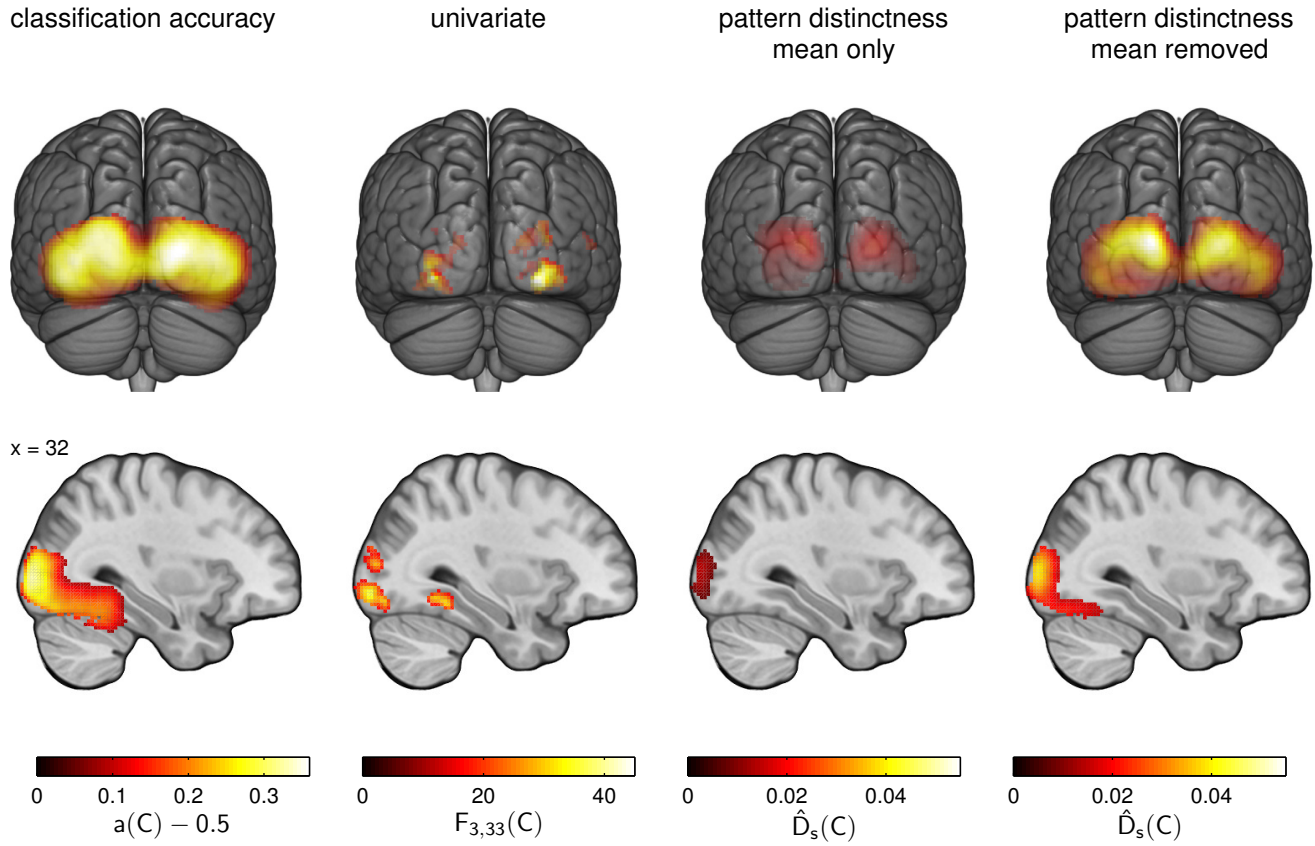 classification accuracy
univariate
pattern distinctness
mean only
pattern distinctness
mean removed
x = 32
0 0.1 0.2 0.3
a(C) − 0.5
0 20 40
F₃,₃₃(C)
0 0.02 0.04
D̂ₛ(C)
0 0.02 0.04
D̂ₛ(C)